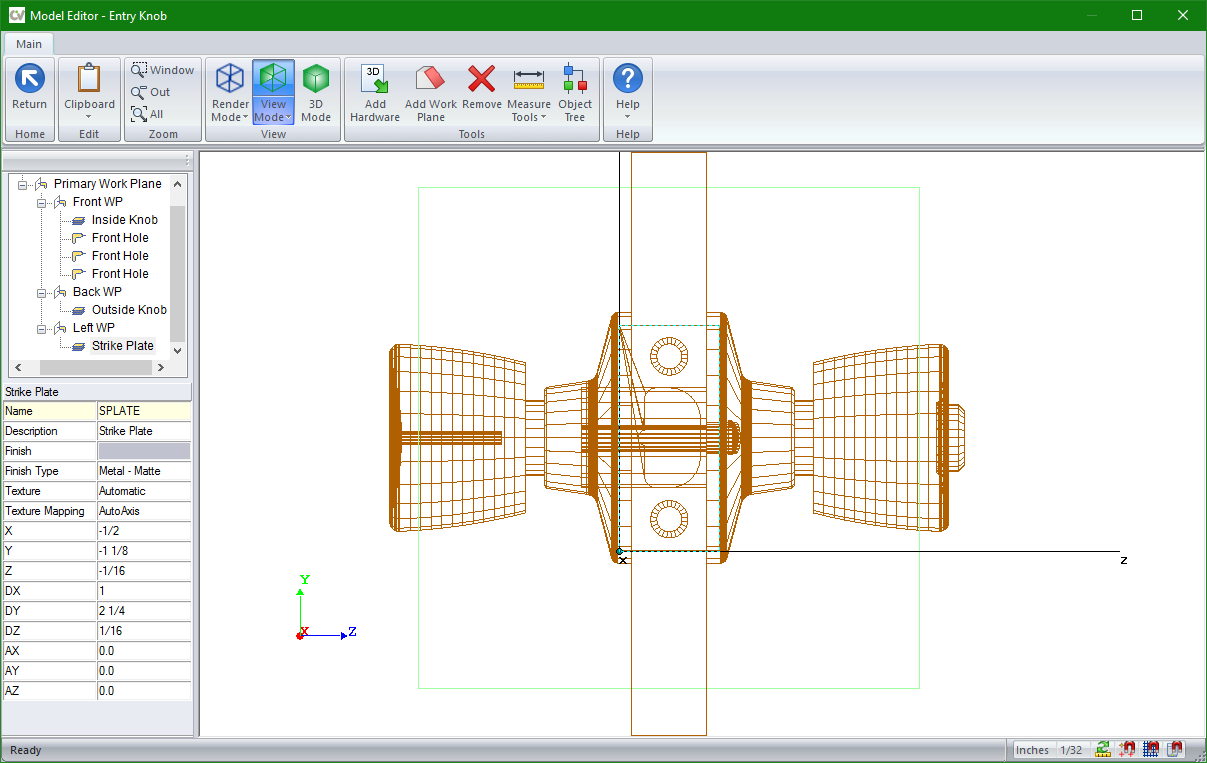 CV Model Editor - Entry Knob
Main
Return
Home
Clipboard
Edit
Window
Out
All
Zoom
Render Mode
View Mode
3D Mode
View
3D
Add Hardware
Add Work Plane
Remove
Measure Tools
Object Tree
Tools
?
Help
Help
Primary Work Plane
Front WP
Inside Knob
Front Hole
Front Hole
Front Hole
Back WP
Outside Knob
Left WP
Strike Plate
Strike Plate
Name SPLATE
Description Strike Plate
Finish
Finish Type Metal - Matte
Texture Automatic
Texture Mapping AutoAxis
X -1/2
Y -1 1/8
Z -1/16
DX 1
DY 2 1/4
DZ 1/16
AX 0.0
AY 0.0
AZ 0.0
X
Z
Y
X
Z
Ready
Inches 1/32